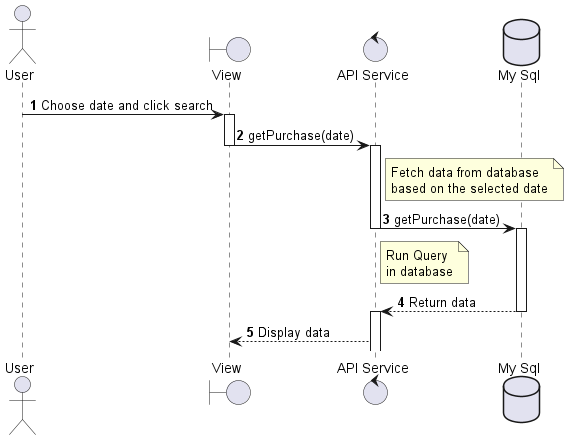 User
View
API Service
My Sql
1 Choose date and click search
2 getPurchase(date)
Fetch data from database
based on the selected date
3 getPurchase(date)
Run Query
in database
4 Return data
5 Display data
User
View
API Service
My Sql